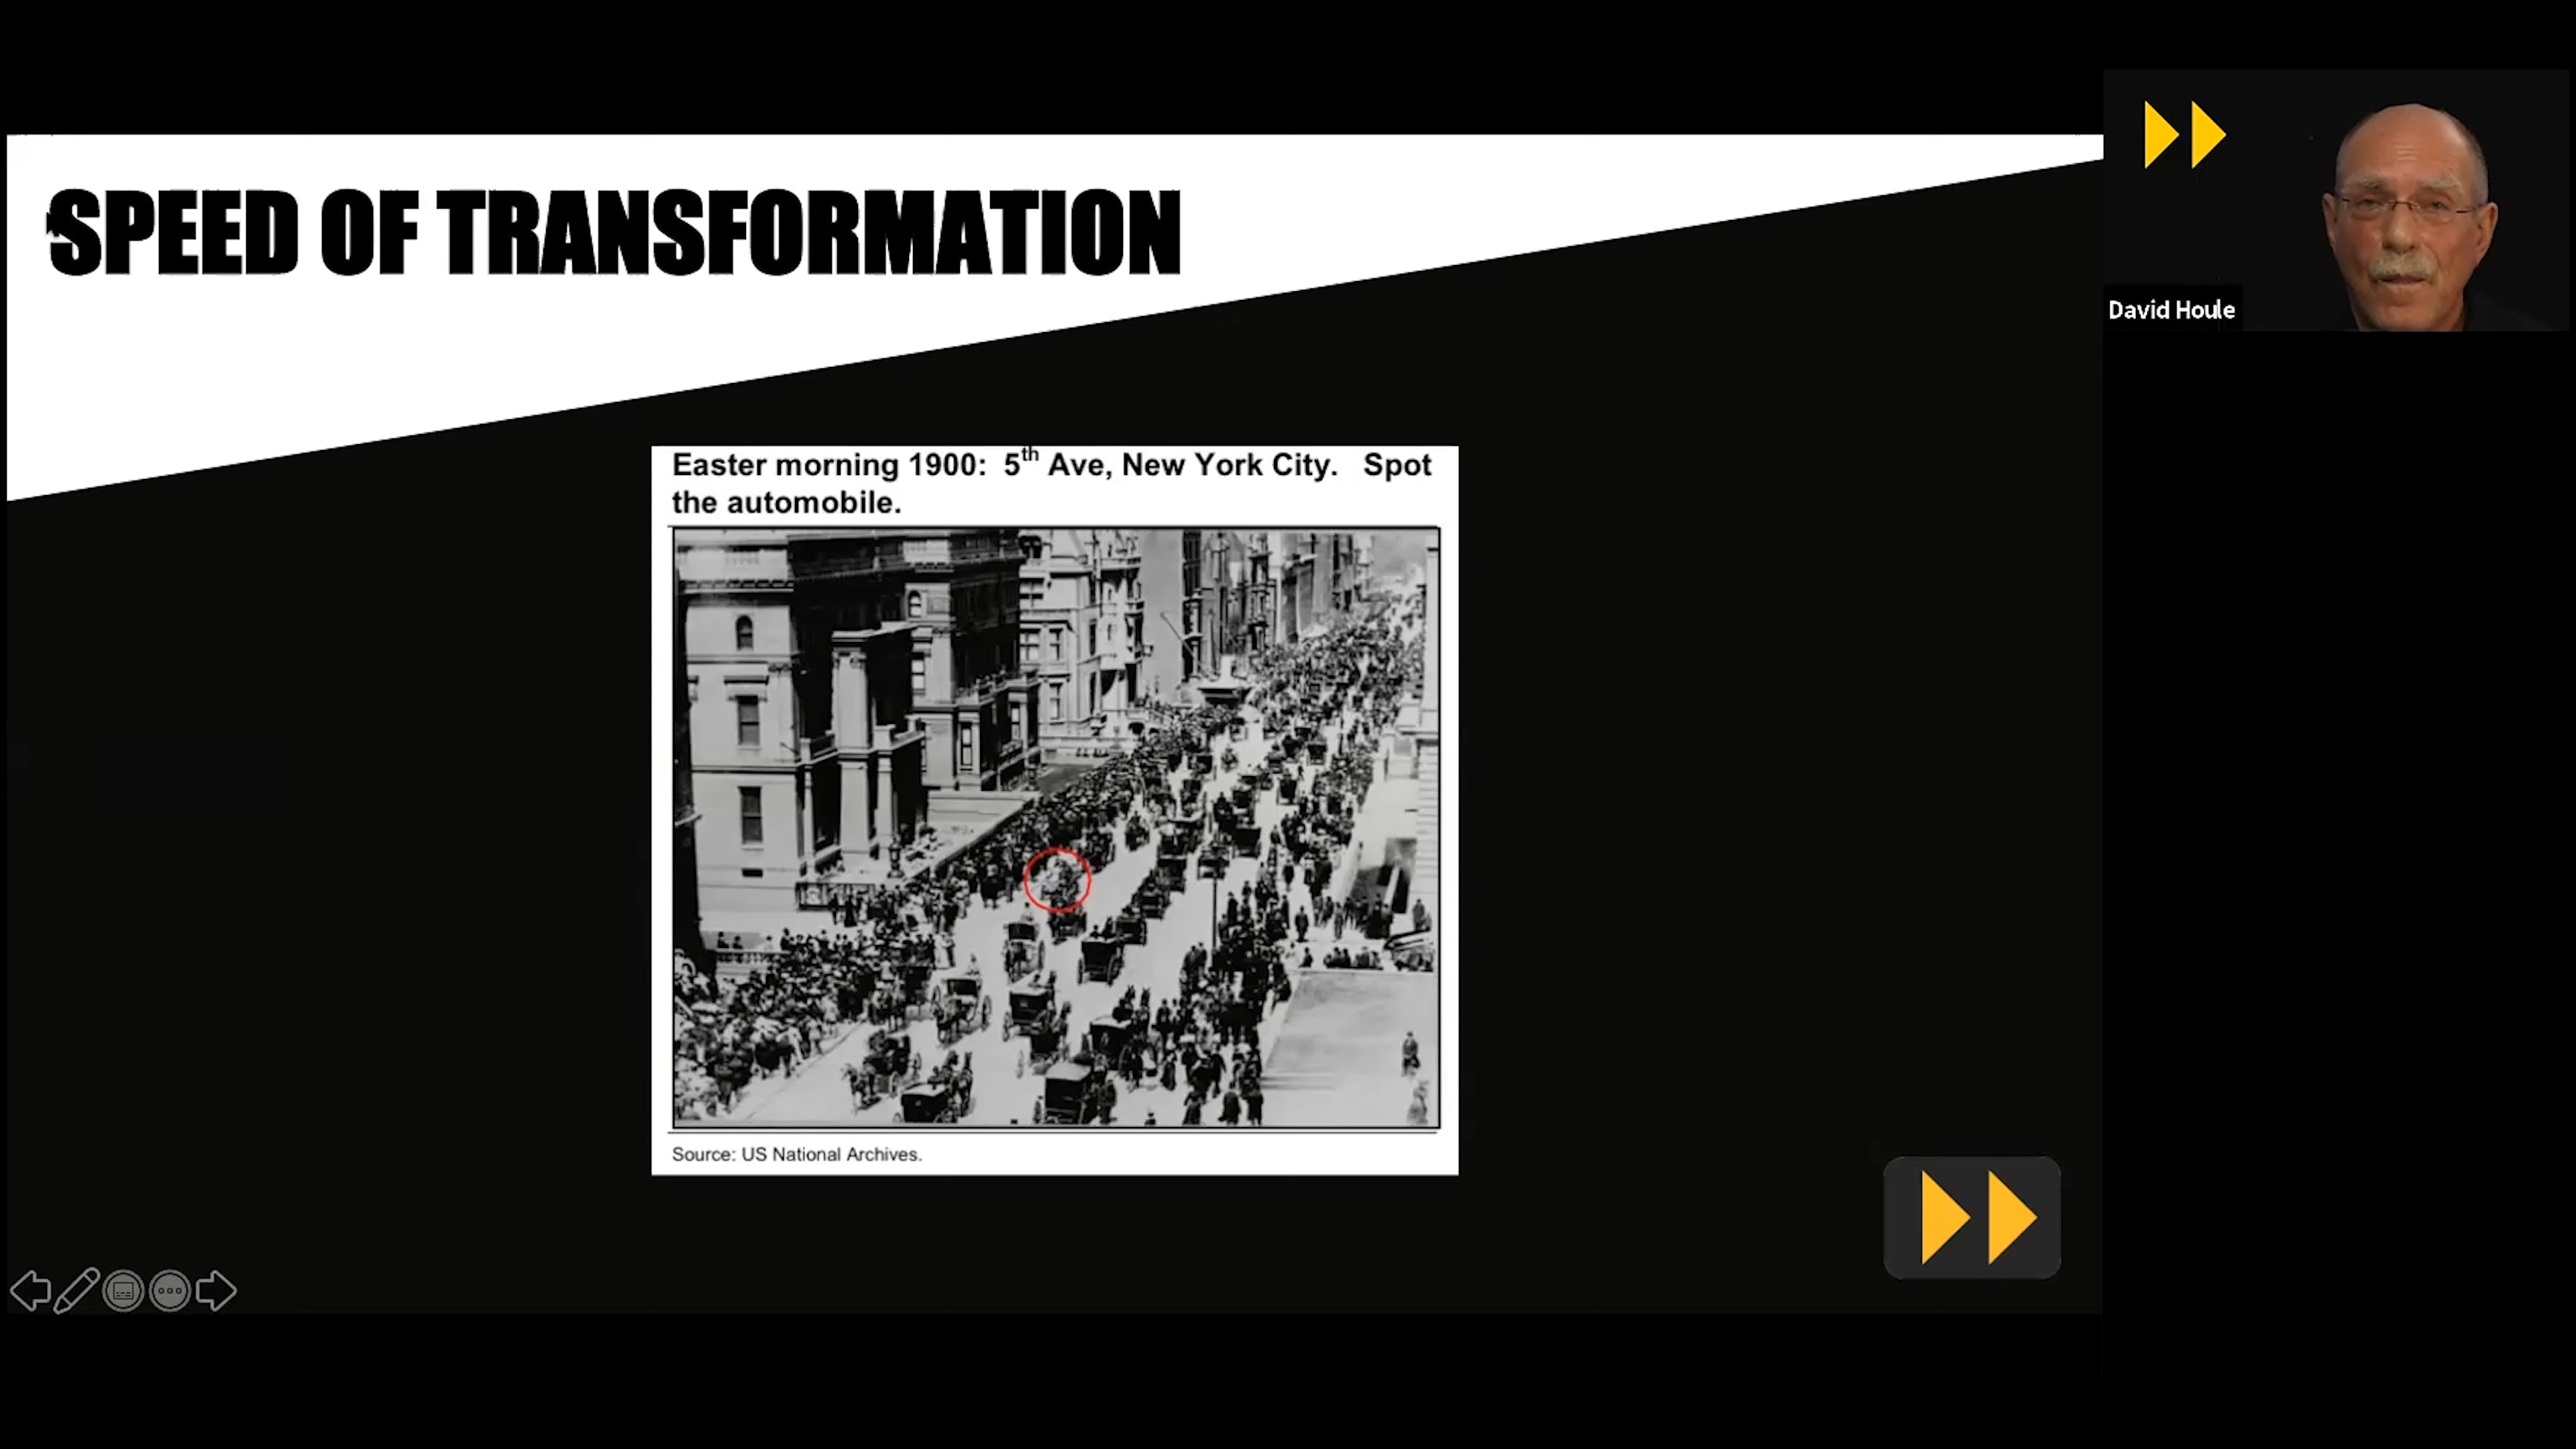 SPEED OF TRANSFORMATION
David Houle
Easter morning 1900: 5th Ave, New York City. Spot
the automobile.
Source: US National Archives.